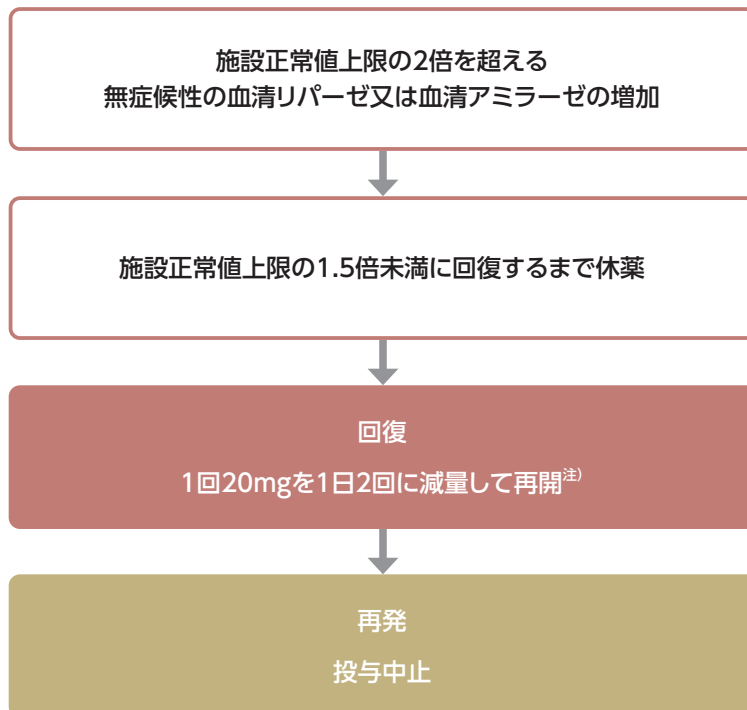 施設正常値上限の2倍を超える
無症候性の血清リパーゼ又は血清アミラーゼの増加
施設正常値上限の1.5倍未満に回復するまで休薬
回復
1回20mgを1日2回に減量して再開注)
再発
投与中止